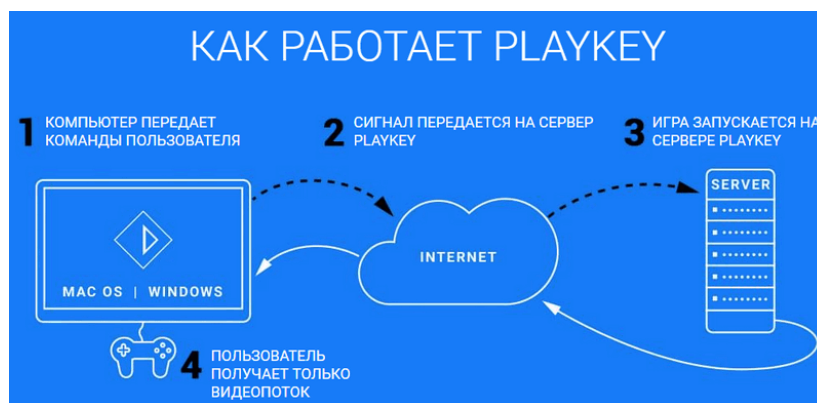 КАК РАБОТАЕТ PLAYKEY
1 КОМПЬЮТЕР ПЕРЕДАЕТ
КОМАНДЫ ПОЛЬЗОВАТЕЛЯ
2 СИГНАЛ ПЕРЕДАЕТСЯ НА СЕРВЕР
PLAYKEY
3 ИГРА ЗАПУСКАЕТСЯ НА
СЕРВЕРЕ PLAYKEY
SERVER
INTERNET
MAC OS | WINDOWS
4 ПОЛЬЗОВАТЕЛЬ
ПОЛУЧАЕТ ТОЛЬКО
ВИДЕОПОТОК